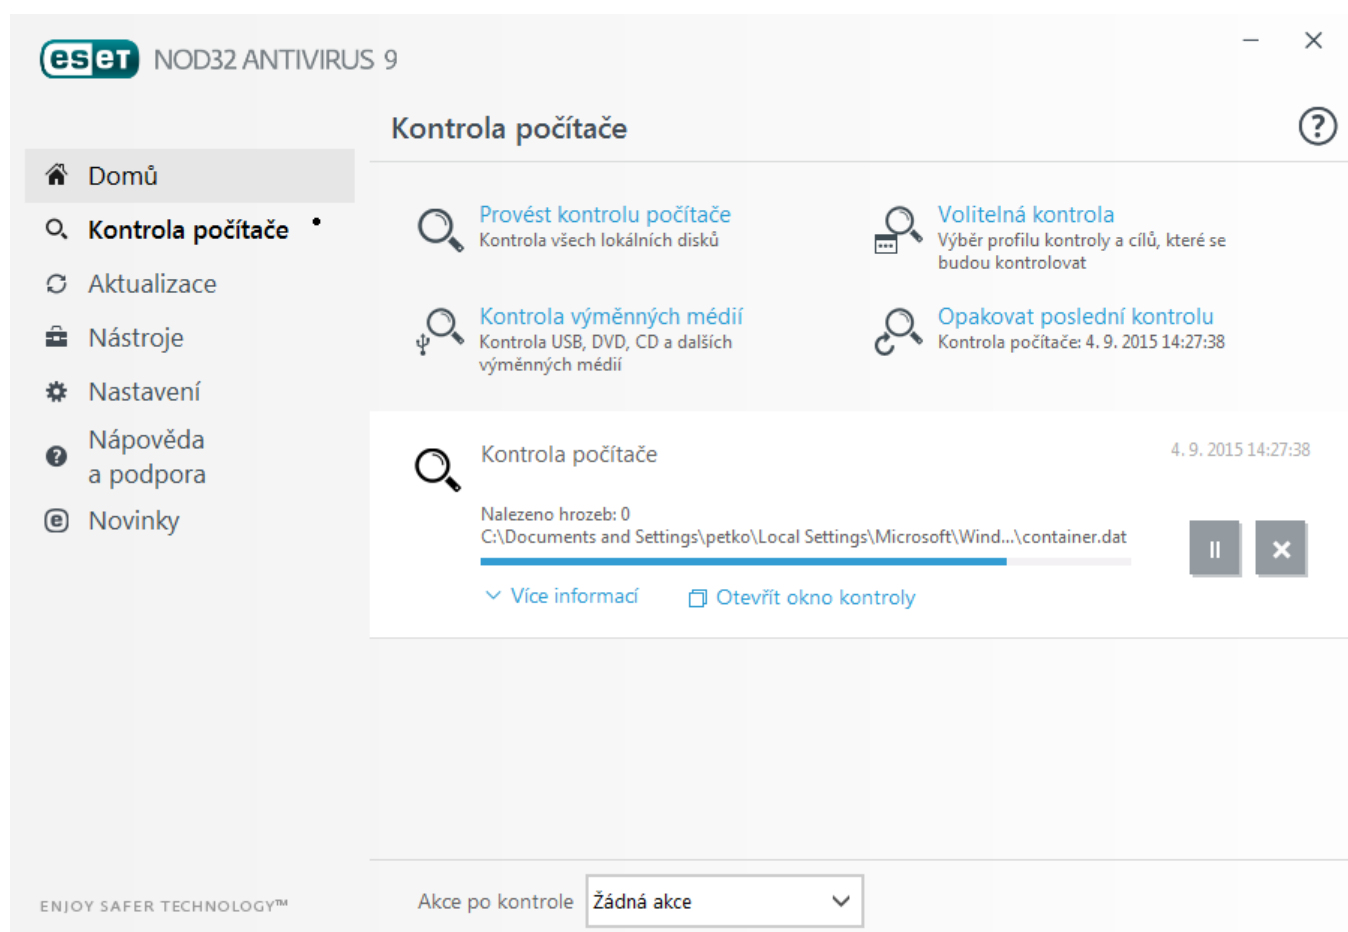 eset NOD32 ANTIVIRUS 9
Kontrola počítače
Domů
Kontrola počítače
Aktualizace
Nástroje
Nastavení
Nápověda
a podpora
Novinky
Provést kontrolu počítače
Kontrola všech lokálních disků
Volitelná kontrola
Výběr profilu kontroly a cílů, které se
budou kontrolovat
Kontrola výměnných médií
Kontrola USB, DVD, CD a dalších
výměnných médií
Opakovat poslední kontrolu
Kontrola počítače: 4. 9. 2015 14:27:38
Kontrola počítače
4. 9. 2015 14:27:38
Nalezeno hrozeb: 0
C:\Documents and Settings\petko\Local Settings\Microsoft\Wind...\container.dat
Více informací
Otevřít okno kontroly
Akce po kontrole
Žádná akce
ENJOY SAFER TECHNOLOGY™